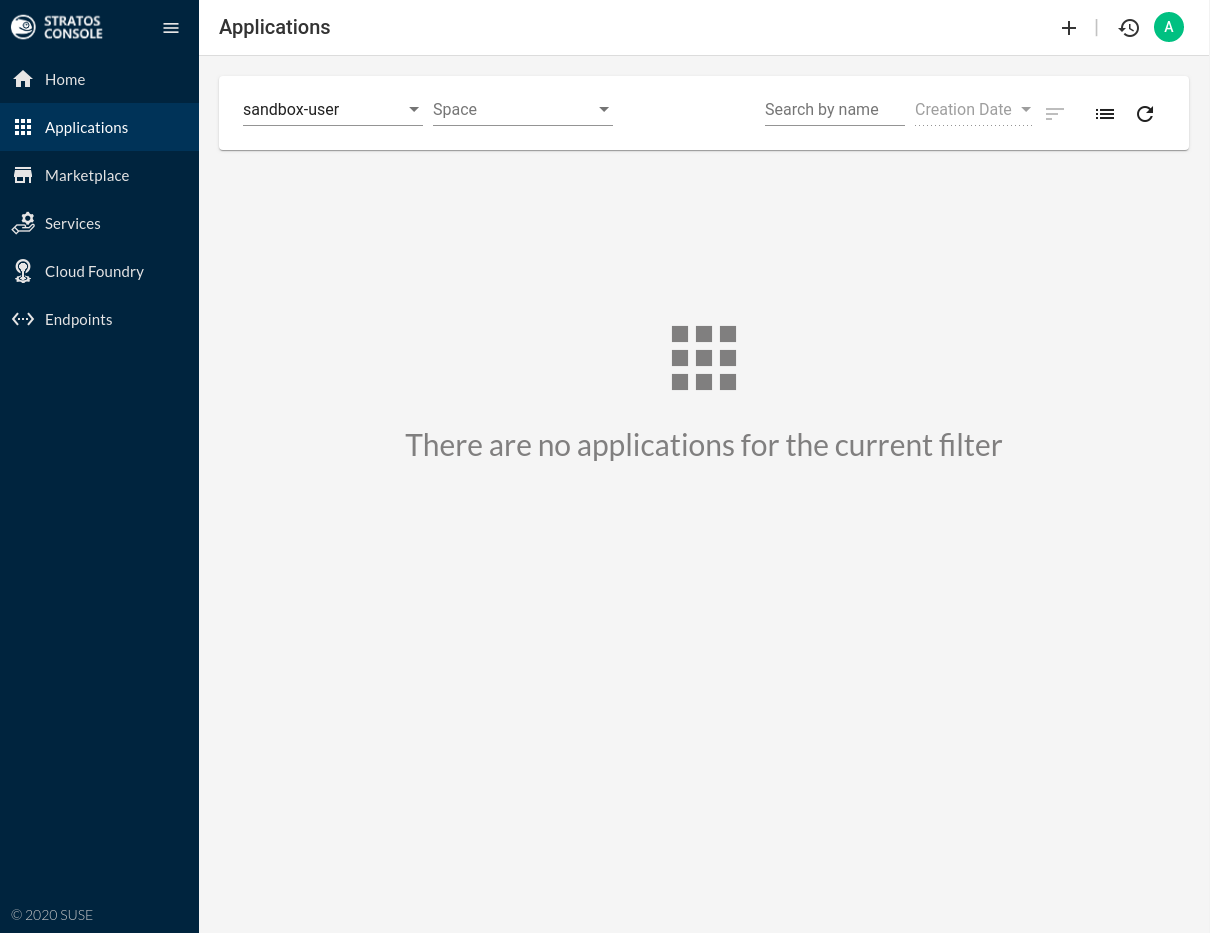 STRATOS
CONSOLE
Applications
A
Home
Applications
Marketplace
Services
Cloud Foundry
Endpoints
sandbox-user
Space
Search by name
Creation Date
There are no applications for the current filter
© 2020 SUSE